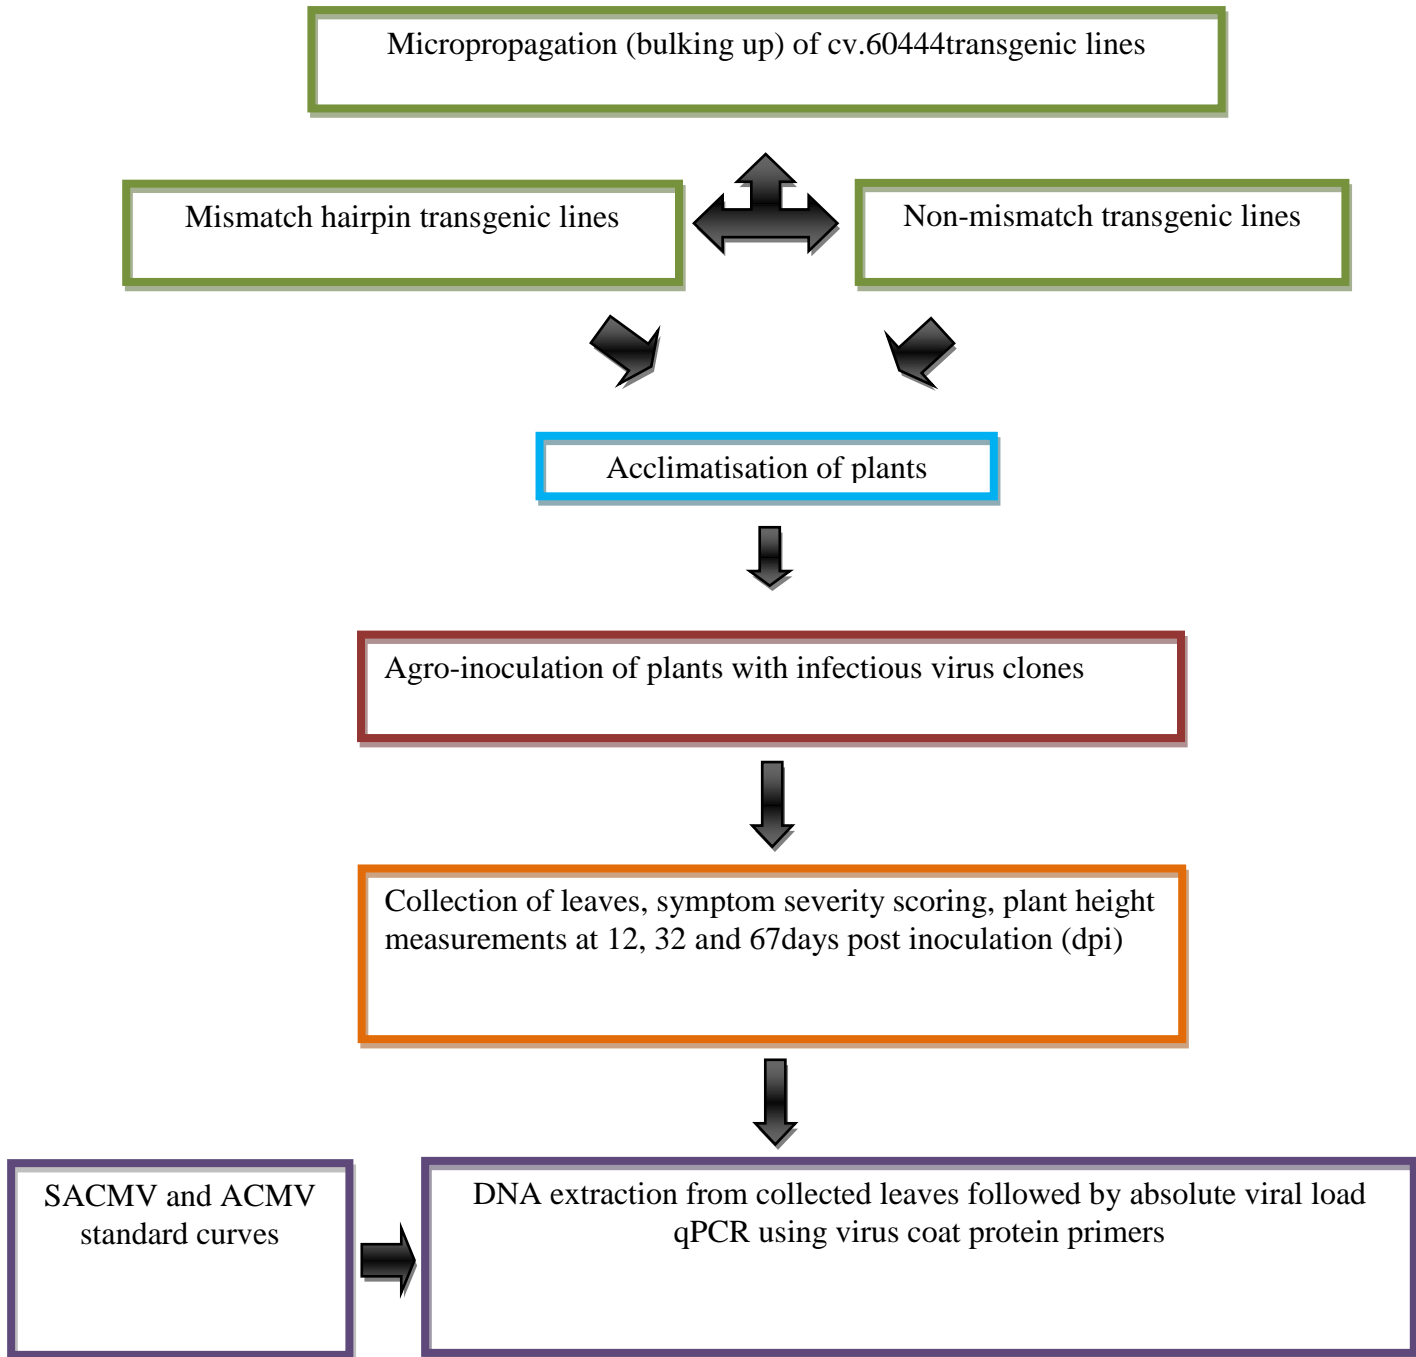 Micropropagation (bulking up) of cv.60444transgenic lines
Mismatch hairpin transgenic lines
Non-mismatch transgenic lines
Acclimatisation of plants
Agro-inoculation of plants with infectious virus clones
Collection of leaves, symptom severity scoring, plant height
measurements at 12, 32 and 67days post inoculation (dpi)
SACMV and ACMV
standard curves
DNA extraction from collected leaves followed by absolute viral load
qPCR using virus coat protein primers